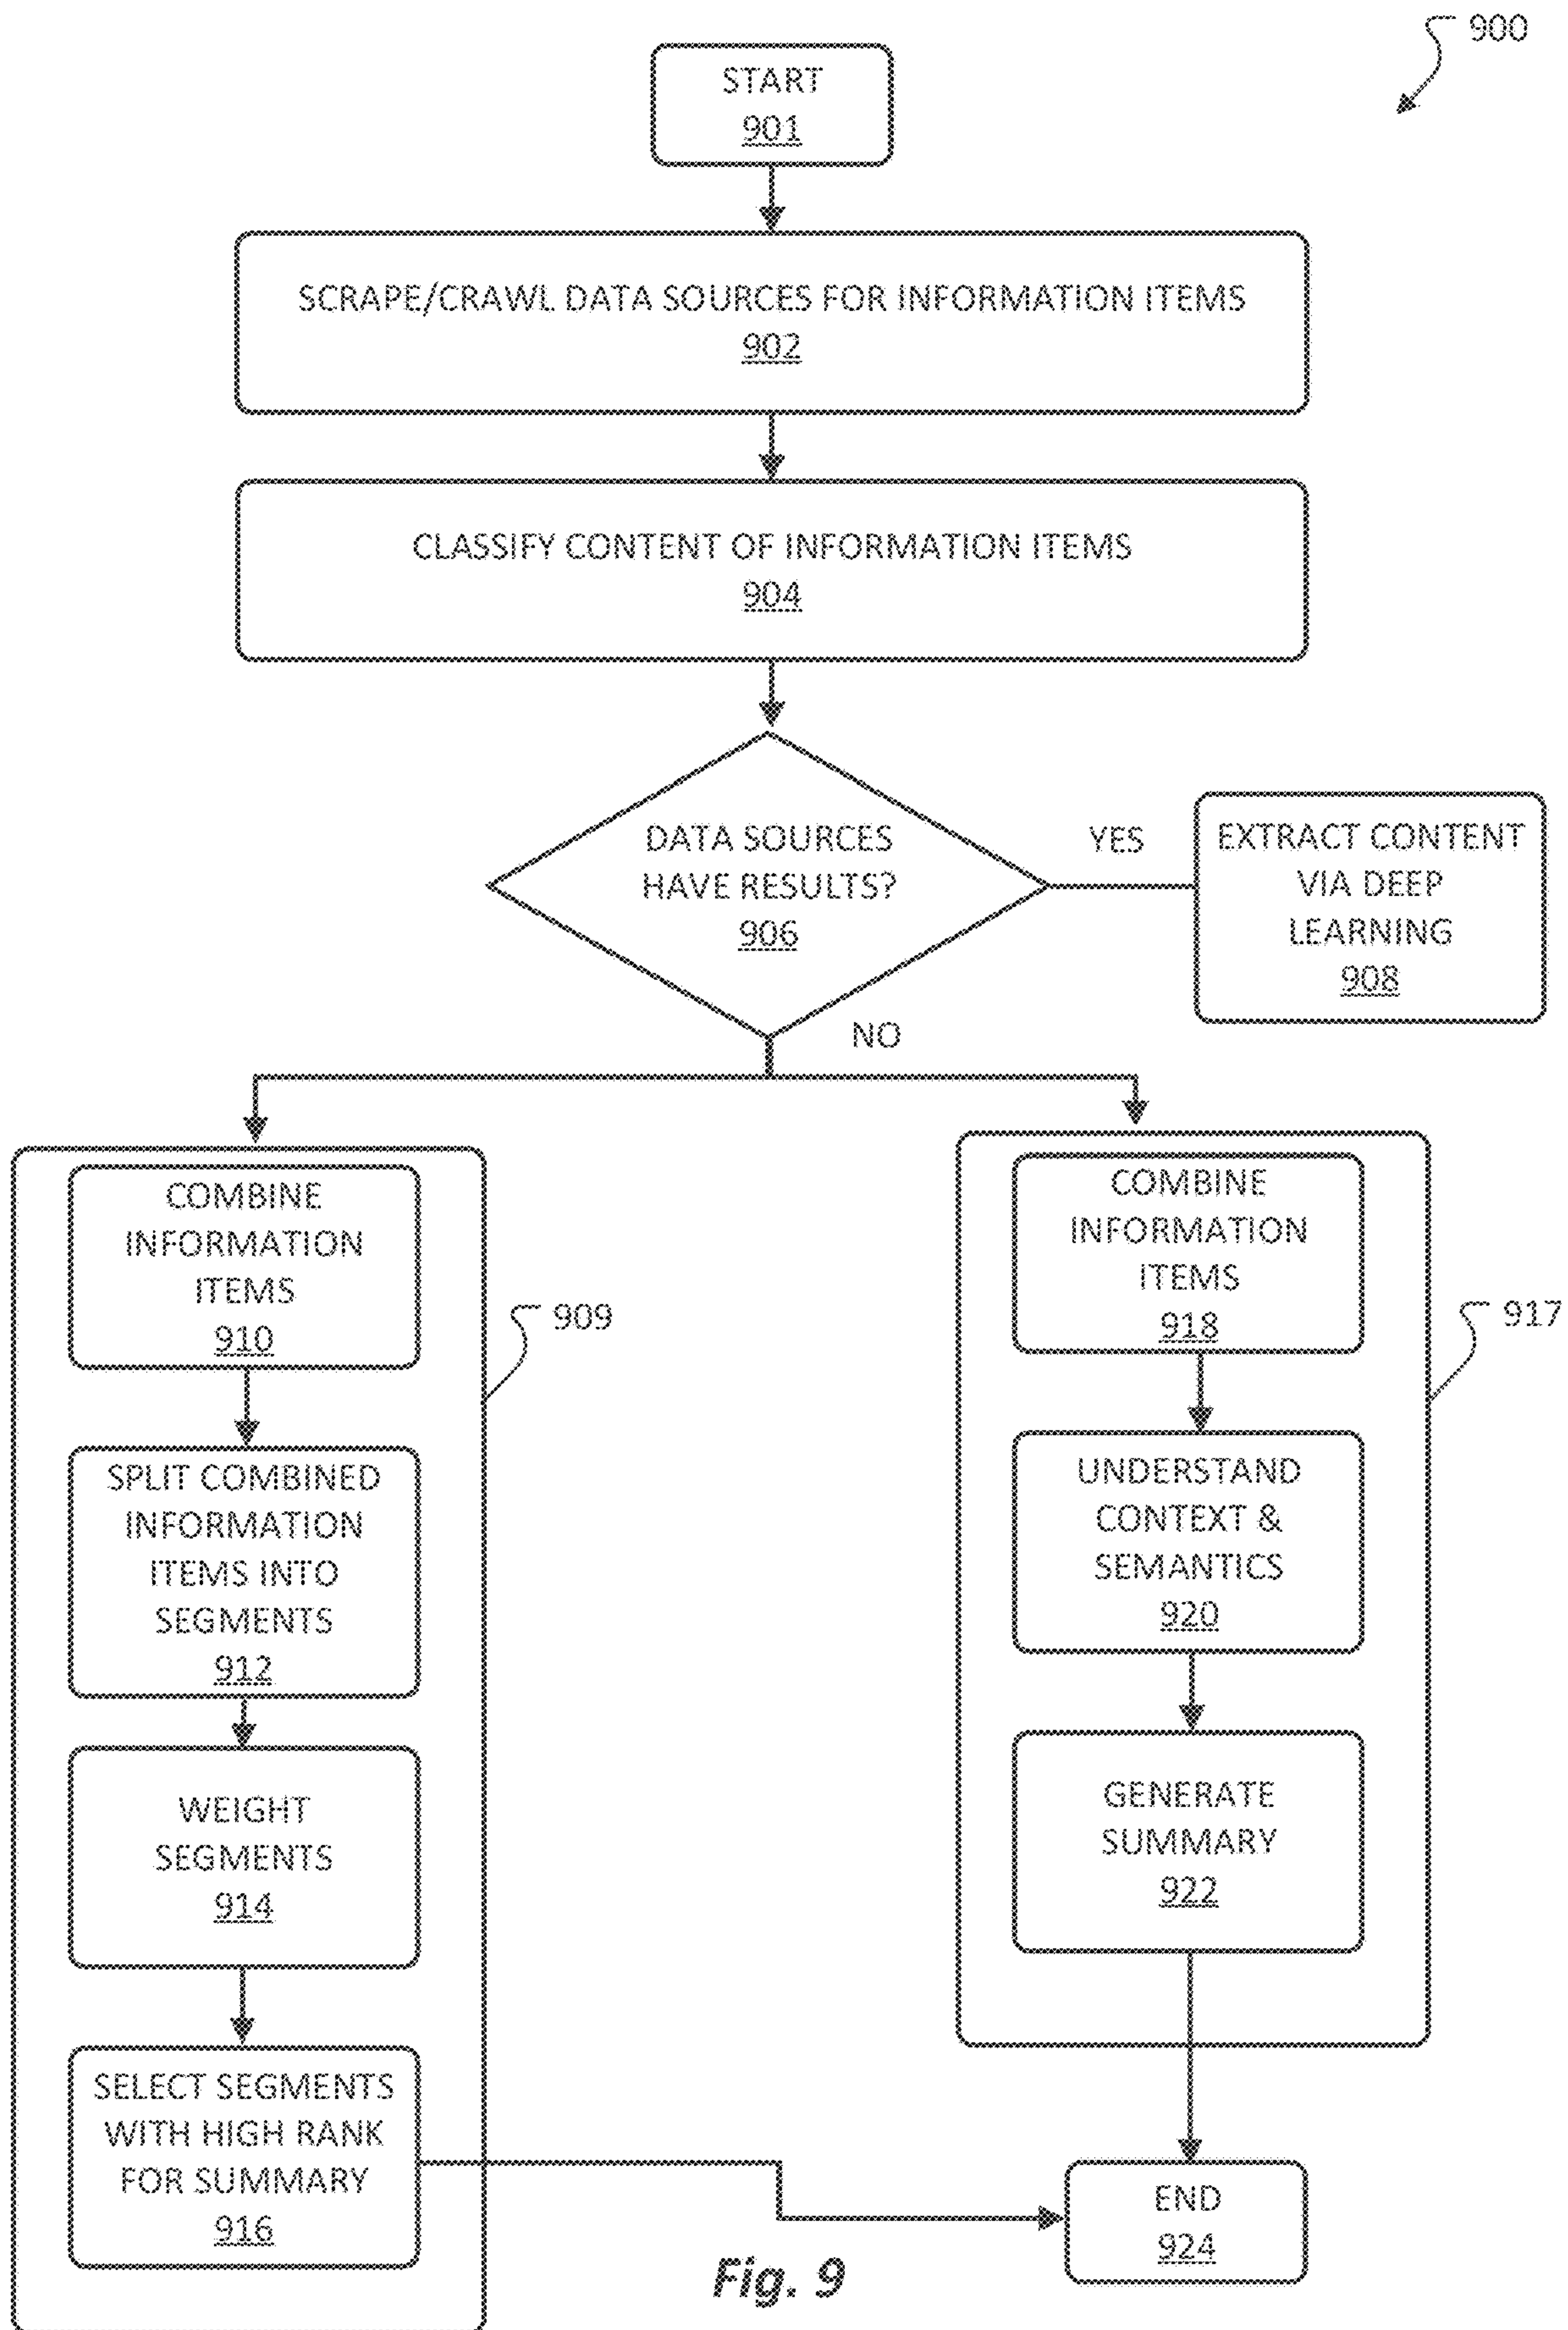 900
START
901
SCRAPE/CRAWL DATA SOURCES FOR INFORMATION ITEMS
902
CLASSIFY CONTENT OF INFORMATION ITEMS
904
DATA SOURCES
HAVE RESULTS?
906
YES
EXTRACT CONTENT
VIA DEEP
LEARNING
908
NO
COMBINE
INFORMATION
ITEMS
910
909
SPLIT COMBINED
INFORMATION
ITEMS INTO
SEGMENTS
912
WEIGHT
SEGMENTS
914
SELECT SEGMENTS
WITH HIGH RANK
FOR SUMMARY
916
COMBINE
INFORMATION
ITEMS
918
917
UNDERSTAND
CONTEXT &
SEMANTICS
920
GENERATE
SUMMARY
922
END
924
Fig. 9